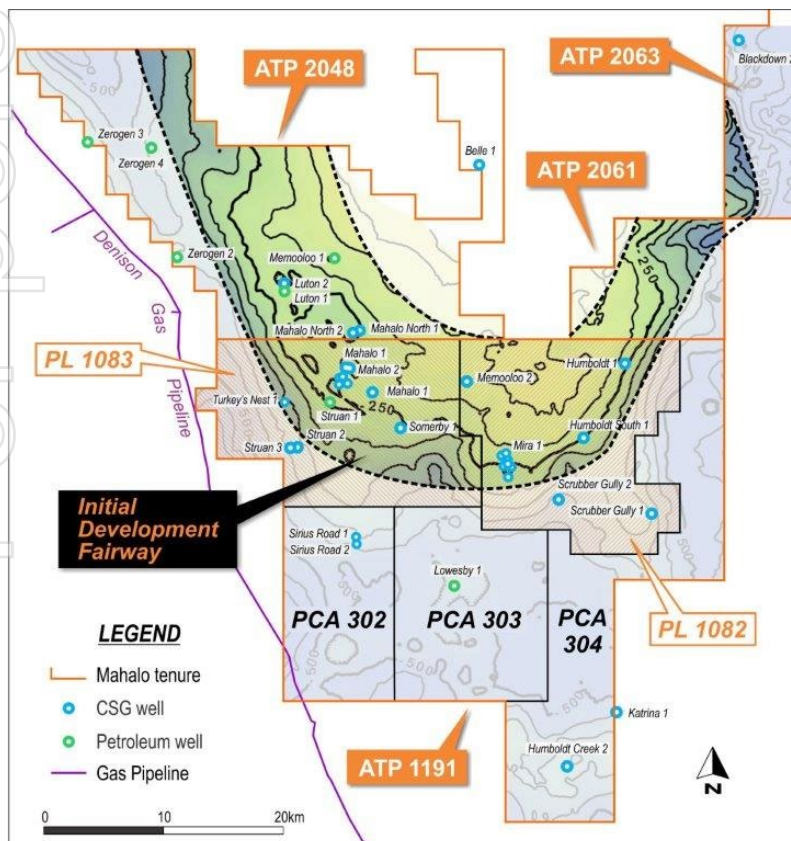 ATP 2048
ATP 2063
Blackdown 2
-500
Zerogen 3
Zerogen 4
Belle 1
ATP 2061
Denison
Gas
Pipeline
Zerogen 2
Memooloo 1
-250
Luton 2
Luton 1
Mahalo North 2
Mahalo North 1
PL 1083
Mahalo 1
Mahalo 2
Mahalo 1
Memooloo 2
Humboldt 1
Turkey's Nest 1
Struan 1
-250
Somerby 1
Humboldt South 1
Struan 2
Struan 3
Mira 1
Initial
Development
Fairway
Scrubber Gully 2
Scrubber Gully 1
Sirius Road 1
Sirius Road 2
Lowesby 1
PCA 302
PCA 303
PCA
304
PL 1082
-500
-500
LEGEND
Mahalo tenure
CSG well
Petroleum well
Gas Pipeline
Katrina 1
ATP 1191
Humboldt Creek 2
N
0
10
20km